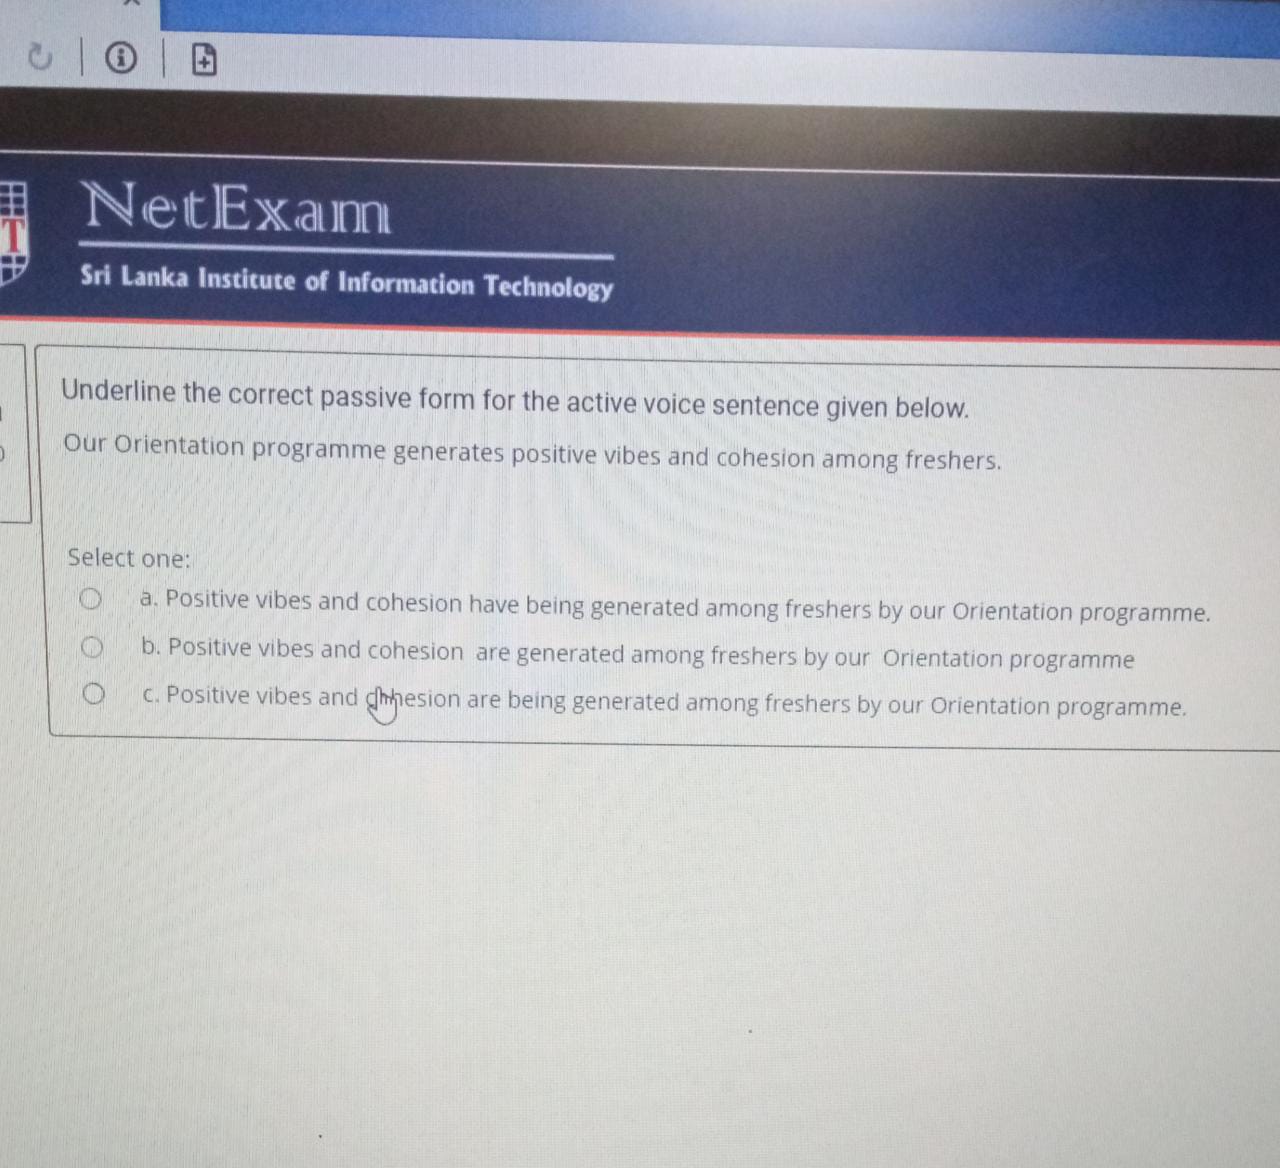 T
NetExam
Sri Lanka Institute of Information Technology
Underline the correct passive form for the active voice sentence given below.
Our Orientation programme generates positive vibes and cohesion among freshers.
Select one:
a. Positive vibes and cohesion have being generated among freshers by our Orientation programme.
b. Positive vibes and cohesion are generated among freshers by our Orientation programme
c. Positive vibes and cohesion are being generated among freshers by our Orientation programme.